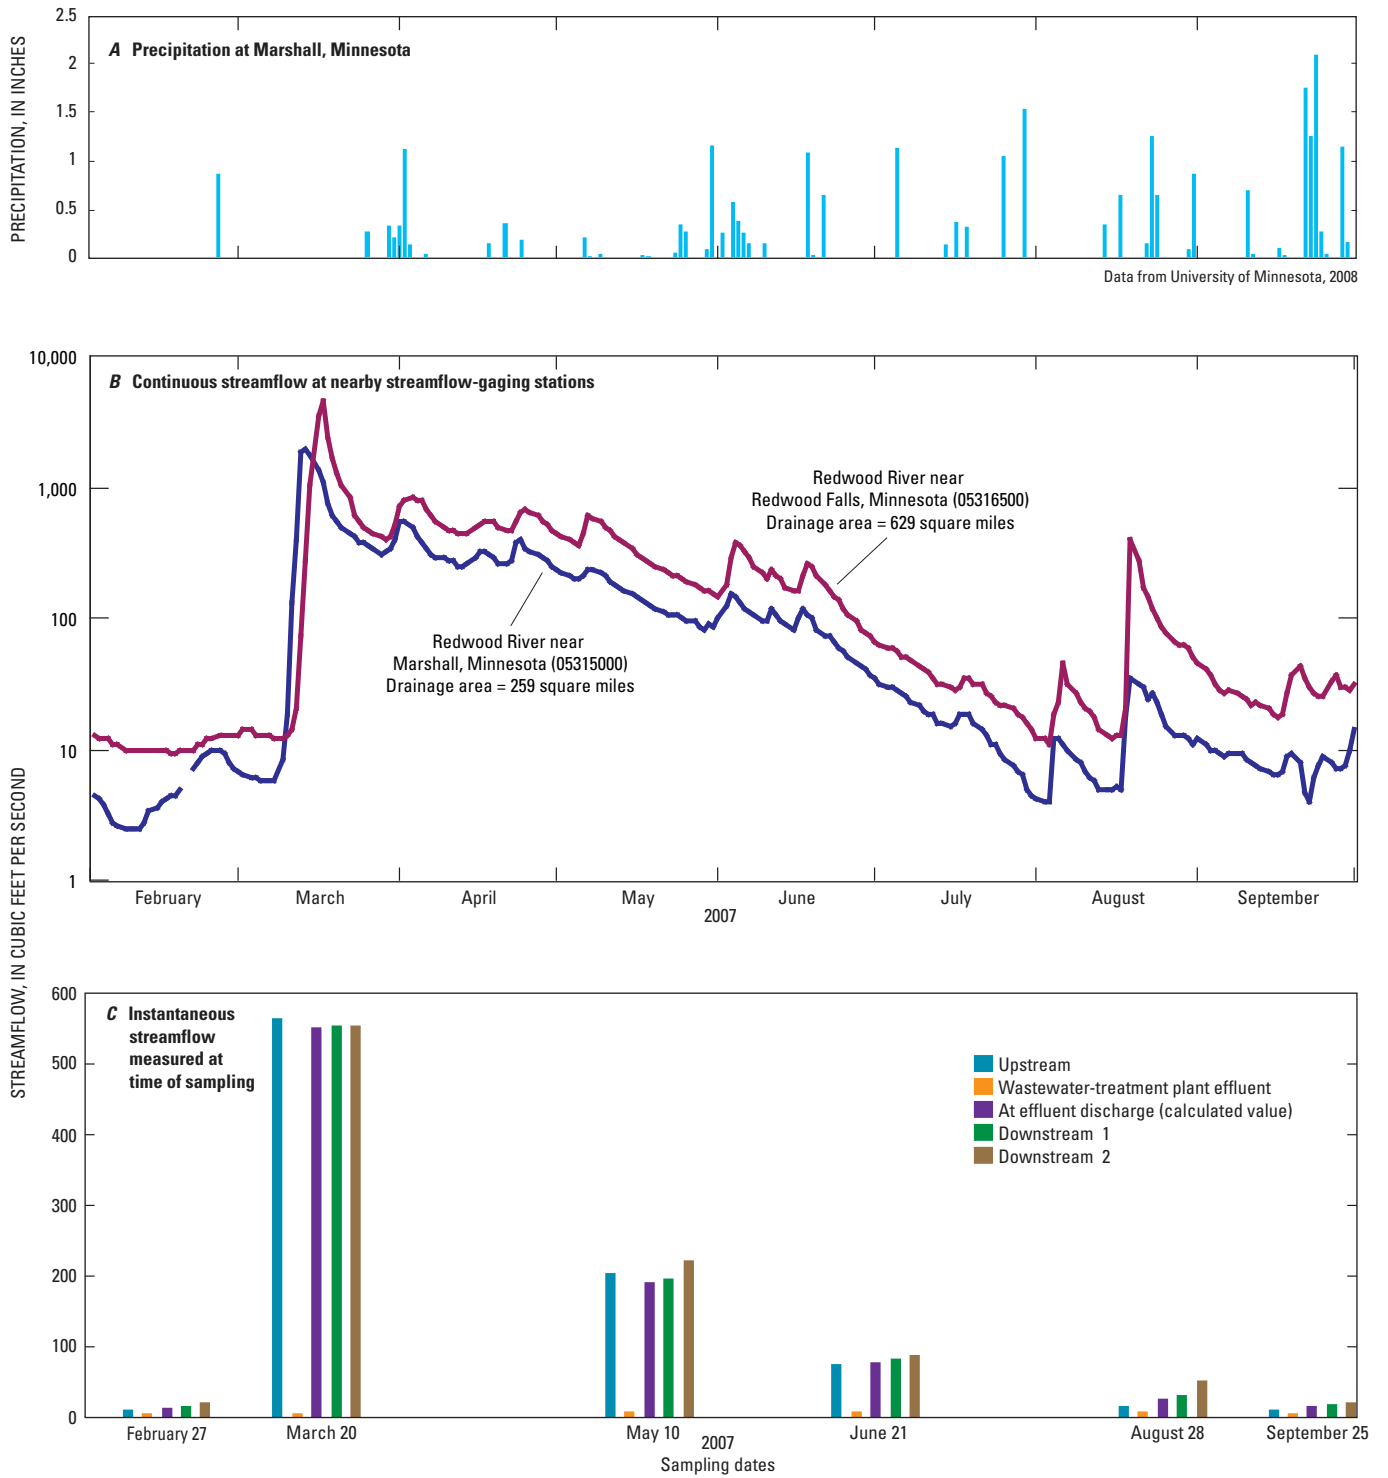 PRECIPITATION, IN INCHES
2.5
2
1.5
1
0.5
0
A Precipitation at Marshall, Minnesota
Data from University of Minnesota, 2008
STREAMFLOW, IN CUBIC FEET PER SECOND
10,000
1,000
100
10
1
B Continuous streamflow at nearby streamflow-gaging stations
Redwood River near
Redwood Falls, Minnesota (05316500)
Drainage area = 629 square miles
Redwood River near
Marshall, Minnesota (05315000)
Drainage area = 259 square miles
February March April May June July August September
2007
600
500
400
300
200
100
0
C Instantaneous
streamflow
measured at
time of sampling
Upstream
Wastewater-treatment plant effluent
At effluent discharge (calculated value)
Downstream 1
Downstream 2
February 27 March 20 May 10 June 21 August 28 September 25
2007
Sampling dates